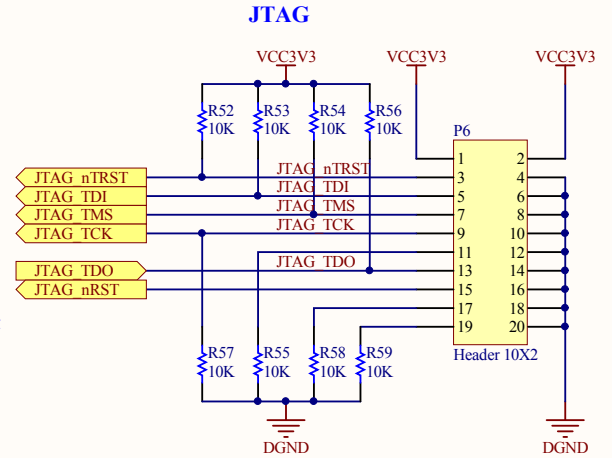 JTAG
VCC3V3 VCC3V3 VCC3V3
R52 R53 R54 R56
10K 10K 10K 10K
P6
1 2
JTAG_nTRST JTAG_nTRST 3 4
JTAG_TDI JTAG_TDI 5 6
JTAG_TMS JTAG_TMS 7 8
JTAG_TCK JTAG_TCK 9 10
11 12
JTAG_TDO JTAG_TDO 13 14
JTAG_nRST 15 16
17 18
19 20
R57 R55 R58 R59
10K 10K 10K 10K
Header 10X2
DGND DGND